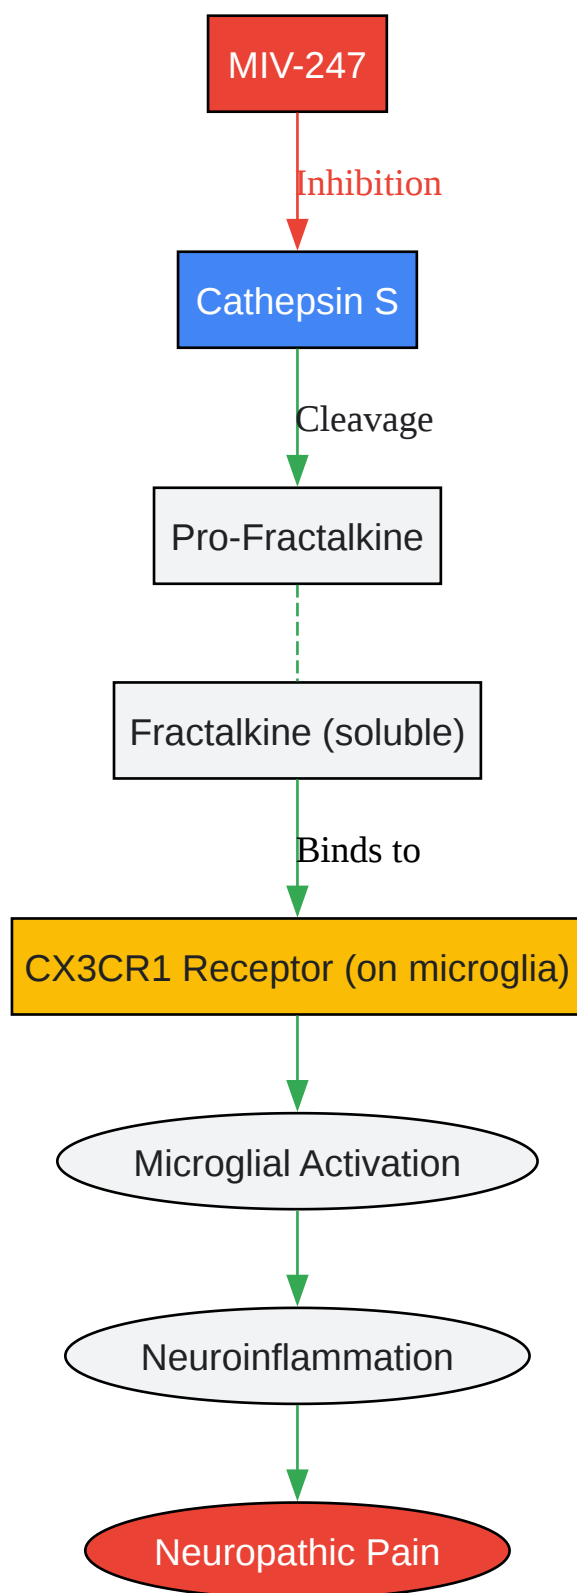 MIV-247
Inhibition
Cathepsin S
Cleavage
Pro-Fractalkine
Fractalkine (soluble)
Binds to
CX3CR1 Receptor (on microglia)
Microglial Activation
Neuroinflammation
Neuropathic Pain